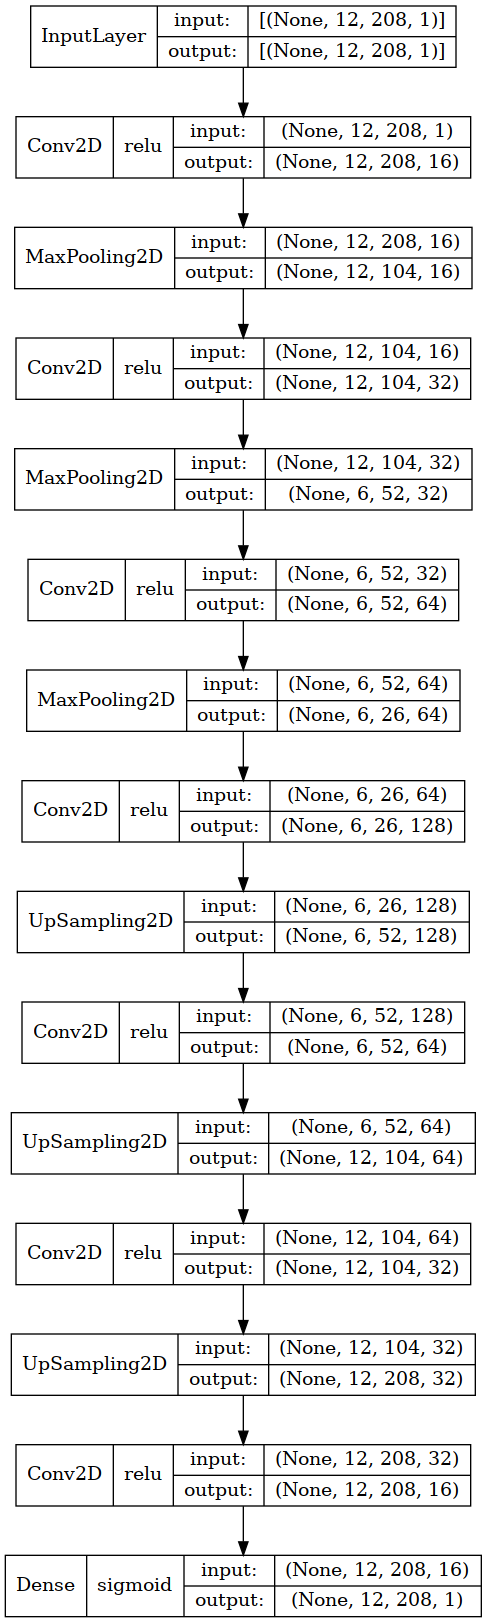 InputLayer input: [(None, 12, 208, 1)]
output: [(None, 12, 208, 1)]
Conv2D relu input: (None, 12, 208, 1)
output: (None, 12, 208, 16)
MaxPooling2D input: (None, 12, 208, 16)
output: (None, 12, 104, 16)
Conv2D relu input: (None, 12, 104, 16)
output: (None, 12, 104, 32)
MaxPooling2D input: (None, 12, 104, 32)
output: (None, 6, 52, 32)
Conv2D relu input: (None, 6, 52, 32)
output: (None, 6, 52, 64)
MaxPooling2D input: (None, 6, 52, 64)
output: (None, 6, 26, 64)
Conv2D relu input: (None, 6, 26, 64)
output: (None, 6, 26, 128)
UpSampling2D input: (None, 6, 26, 128)
output: (None, 6, 52, 128)
Conv2D relu input: (None, 6, 52, 128)
output: (None, 6, 52, 64)
UpSampling2D input: (None, 6, 52, 64)
output: (None, 12, 104, 64)
Conv2D relu input: (None, 12, 104, 64)
output: (None, 12, 104, 32)
UpSampling2D input: (None, 12, 104, 32)
output: (None, 12, 208, 32)
Conv2D relu input: (None, 12, 208, 32)
output: (None, 12, 208, 16)
Dense sigmoid input: (None, 12, 208, 16)
output: (None, 12, 208, 1)